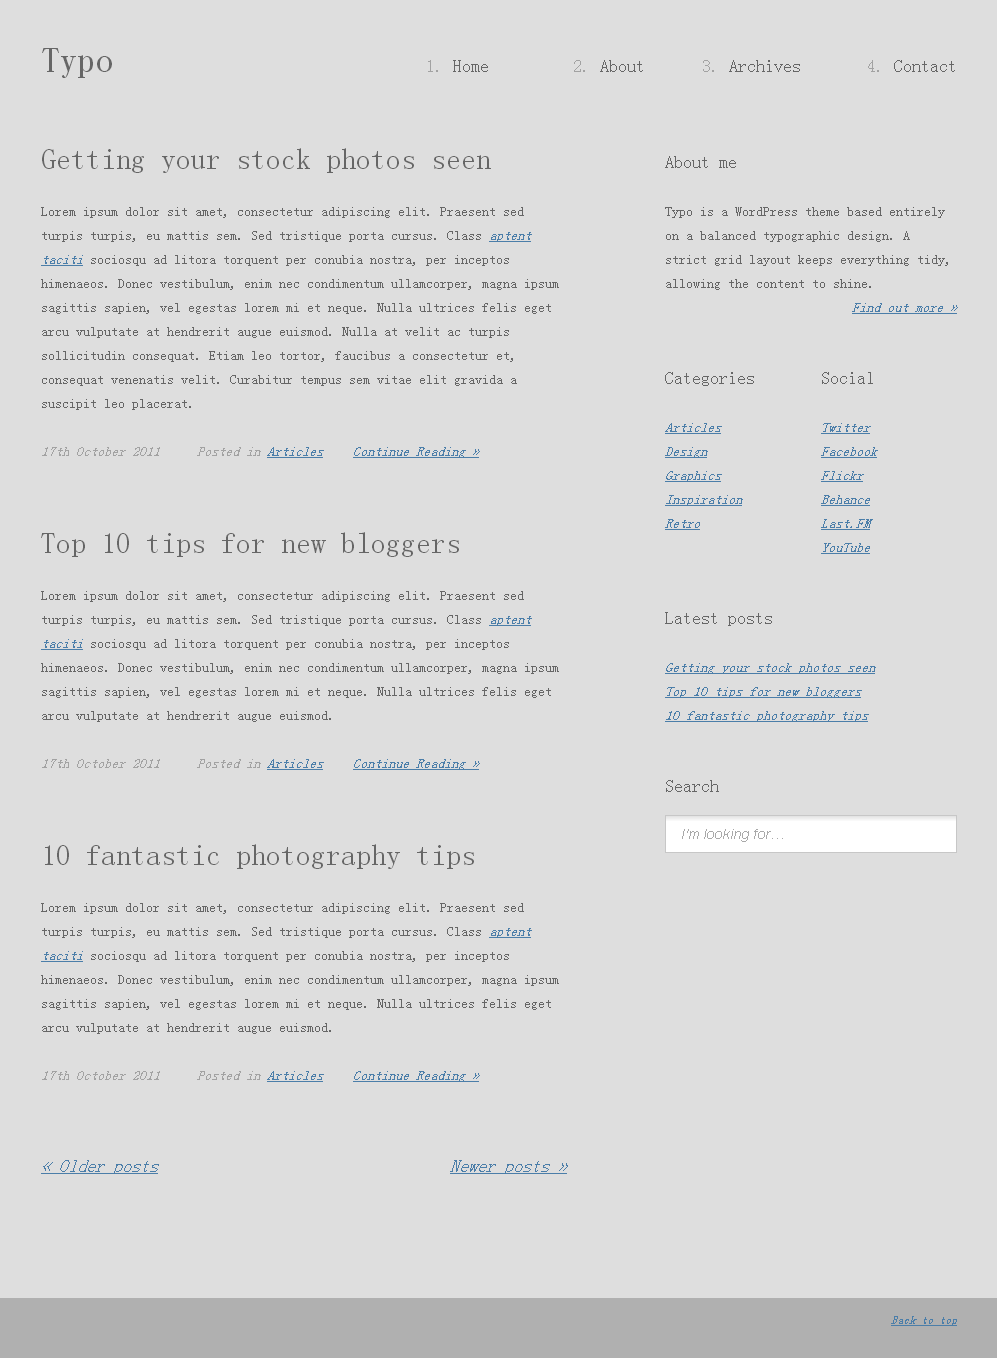 Typo
1. Home 2. About 3. Archives 4. Contact
Getting your stock photos seen
Lorem ipsum dolor sit amet, consectetur adipiscing elit. Praesent sed
turpis turpis, eu mattis sem. Sed tristique porta cursus. Class aptent
taciti sociosqu ad litora torquent per conubia nostra, per inceptos
himenaeos. Donec vestibulum, enim nec condimentum ullamcorper, magna ipsum
sagittis sapien, vel egestas lorem mi et neque. Nulla ultrices felis eget
arcu vulputate at hendrerit augue euismod. Nulla at velit ac turpis
sollicitudin consequat. Etiam leo tortor, faucibus a consectetur et,
consequat venenatis velit. Curabitur tempus sem vitae elit gravida a
suscipit leo placerat.
17th October 2011 Posted in Articles Continue Reading »
Top 10 tips for new bloggers
Lorem ipsum dolor sit amet, consectetur adipiscing elit. Praesent sed
turpis turpis, eu mattis sem. Sed tristique porta cursus. Class aptent
taciti sociosqu ad litora torquent per conubia nostra, per inceptos
himenaeos. Donec vestibulum, enim nec condimentum ullamcorper, magna ipsum
sagittis sapien, vel egestas lorem mi et neque. Nulla ultrices felis eget
arcu vulputate at hendrerit augue euismod.
17th October 2011 Posted in Articles Continue Reading »
10 fantastic photography tips
Lorem ipsum dolor sit amet, consectetur adipiscing elit. Praesent sed
turpis turpis, eu mattis sem. Sed tristique porta cursus. Class aptent
taciti sociosqu ad litora torquent per conubia nostra, per inceptos
himenaeos. Donec vestibulum, enim nec condimentum ullamcorper, magna ipsum
sagittis sapien, vel egestas lorem mi et neque. Nulla ultrices felis eget
arcu vulputate at hendrerit augue euismod.
17th October 2011 Posted in Articles Continue Reading »
« Older posts Newer posts »
About me
Typo is a WordPress theme based entirely
on a balanced typographic design. A
strict grid layout keeps everything tidy,
allowing the content to shine.
Find out more »
Categories
Articles
Design
Graphics
Inspiration
Retro
Social
Twitter
Facebook
Flickr
Behance
Last.FM
YouTube
Latest posts
Getting your stock photos seen
Top 10 tips for new bloggers
10 fantastic photography tips
Search
I'm looking for...
Back to top